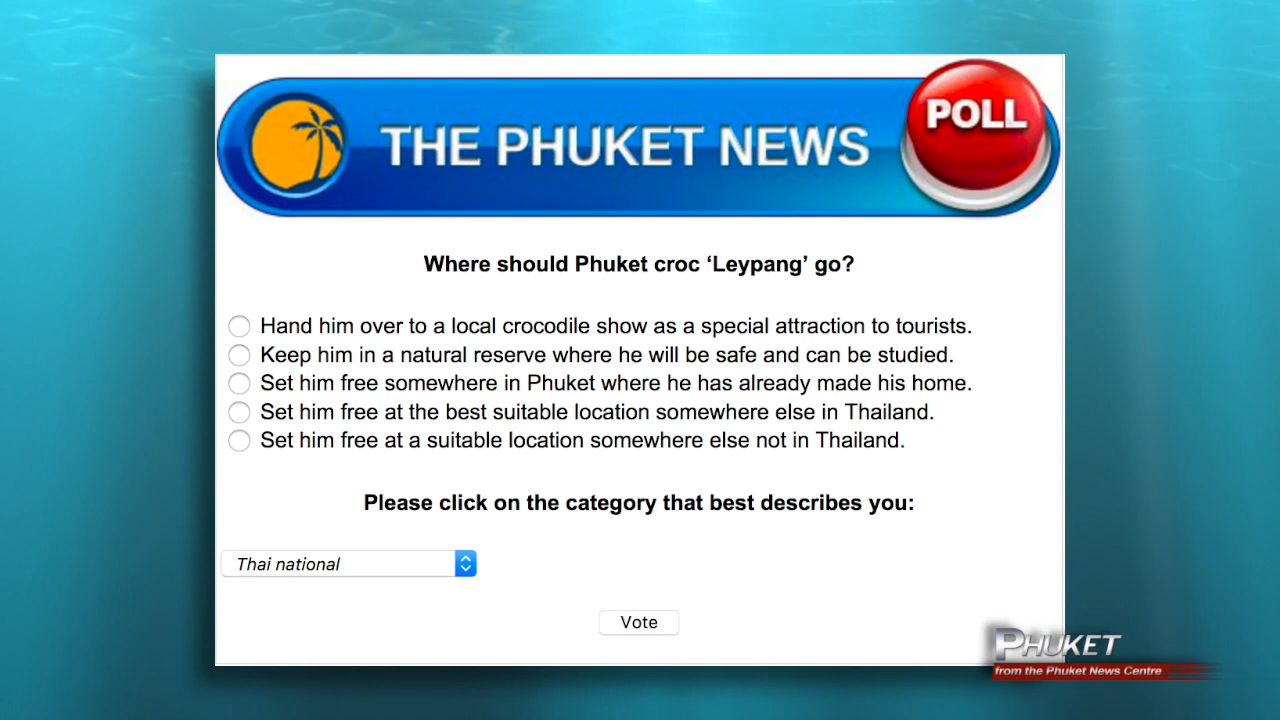 THE PHUKET NEWS
POLL
Where should Phuket croc ‘Leypang’ go?
Hand him over to a local crocodile show as a special attraction to tourists.
Keep him in a natural reserve where he will be safe and can be studied.
Set him free somewhere in Phuket where he has already made his home.
Set him free at the best suitable location somewhere else in Thailand.
Set him free at a suitable location somewhere else not in Thailand.
Please click on the category that best describes you:
Thai national
Vote
PHUKET
from the Phuket News Centre